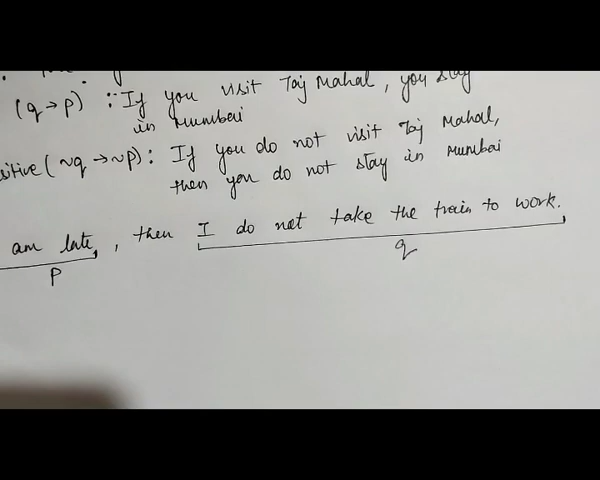 (q → p) : If you visit Taj Mahal, you stay
in Mumbai
sitive (~q → ~p) : If you do not visit Taj Mahal,
then you do not stay in Mumbai
am late, then I do not take the train to work.
p q